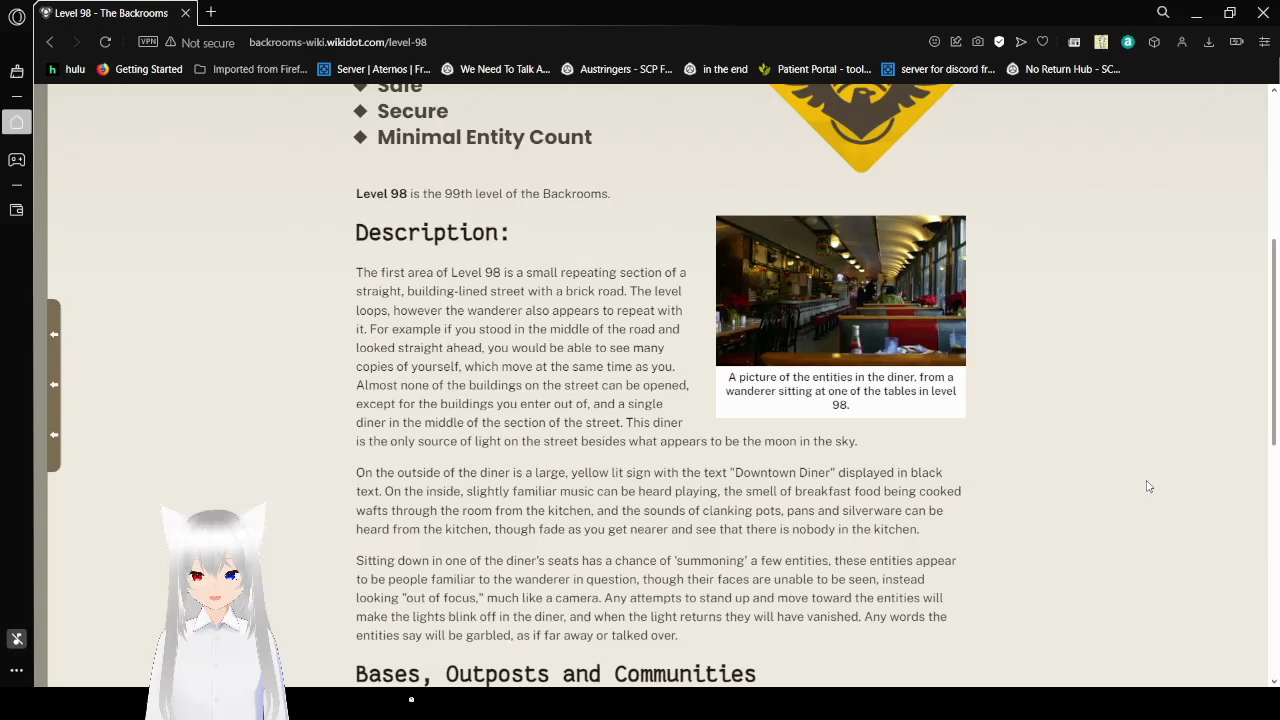 Level 98 - The Backrooms
VPN
Not secure
backrooms-wiki.wikidot.com/level-98
hulu
Getting Started
Imported from Firef...
Server | Aternos | Fr...
We Need To Talk A...
Austringers - SCP F...
in the end
Patient Portal - tool...
server for discord fr...
No Return Hub - SC...
Safe
Secure
Minimal Entity Count
Level 98 is the 99th level of the Backrooms.
Description:
The first area of Level 98 is a small repeating section of a
straight, building-lined street with a brick road. The level
loops, however the wanderer also appears to repeat with
it. For example if you stood in the middle of the road and
looked straight ahead, you would be able to see many
copies of yourself, which move at the same time as you.
Almost none of the buildings on the street can be opened,
except for the buildings you enter out of, and a single
diner in the middle of the section of the street. This diner
is the only source of light on the street besides what appears to be the moon in the sky.
A picture of the entities in the diner, from a
wanderer sitting at one of the tables in level
98.
On the outside of the diner is a large, yellow lit sign with the text "Downtown Diner" displayed in black
text. On the inside, slightly familiar music can be heard playing, the smell of breakfast food being cooked
wafts through the room from the kitchen, and the sounds of clanking pots, pans and silverware can be
heard from the kitchen, though fade as you get nearer and see that there is nobody in the kitchen.
Sitting down in one of the diner's seats has a chance of 'summoning' a few entities, these entities appear
to be people familiar to the wanderer in question, though their faces are unable to be seen, instead
looking "out of focus," much like a camera. Any attempts to stand up and move toward the entities will
make the lights blink off in the diner, and when the light returns they will have vanished. Any words the
entities say will be garbled, as if far away or talked over.
Bases, Outposts and Communities